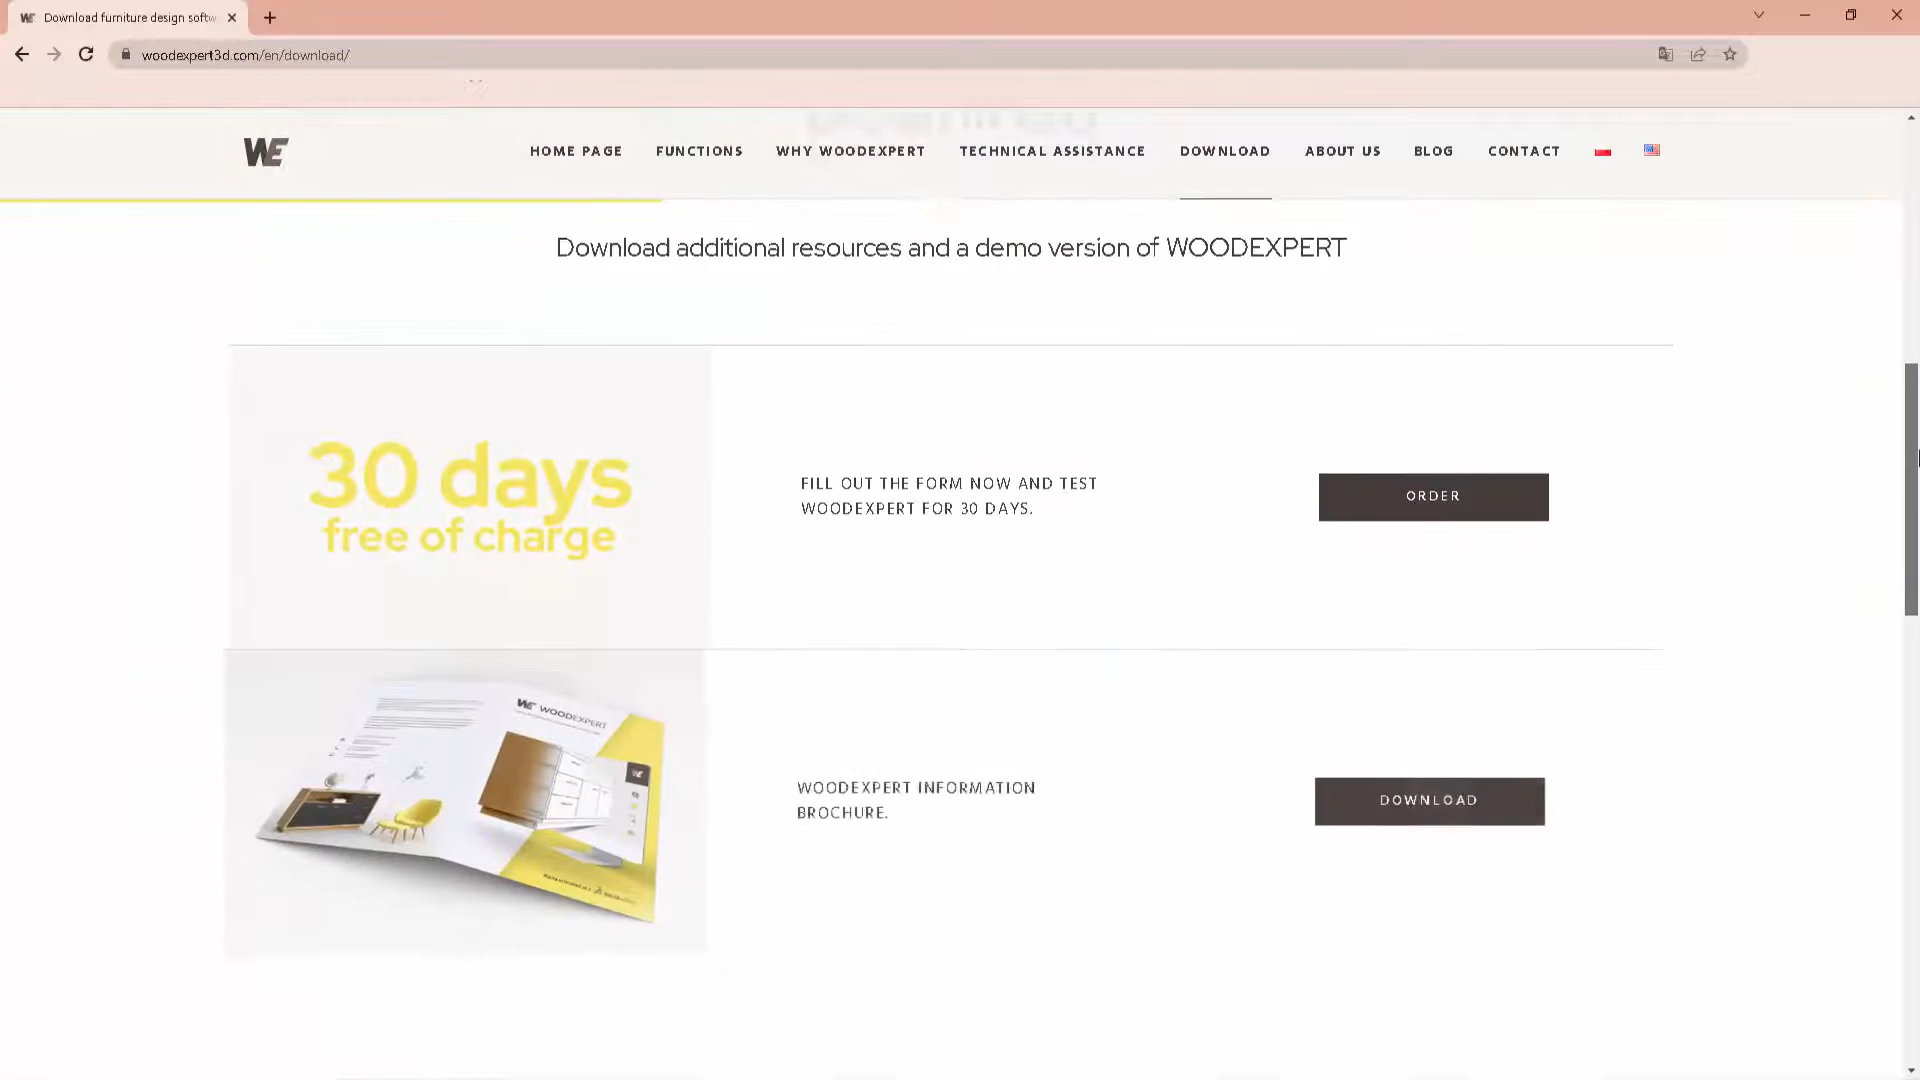 Download furniture design softw
woodexpert3d.com/en/download/
WE
HOME PAGE
FUNCTIONS
WHY WOODEXPERT
TECHNICAL ASSISTANCE
DOWNLOAD
ABOUT US
BLOG
CONTACT
Download additional resources and a demo version of WOODEXPERT
30 days
free of charge
FILL OUT THE FORM NOW AND TEST
WOODEXPERT FOR 30 DAYS.
ORDER
WE WOODEXPERT
WOODEXPERT INFORMATION
BROCHURE.
DOWNLOAD